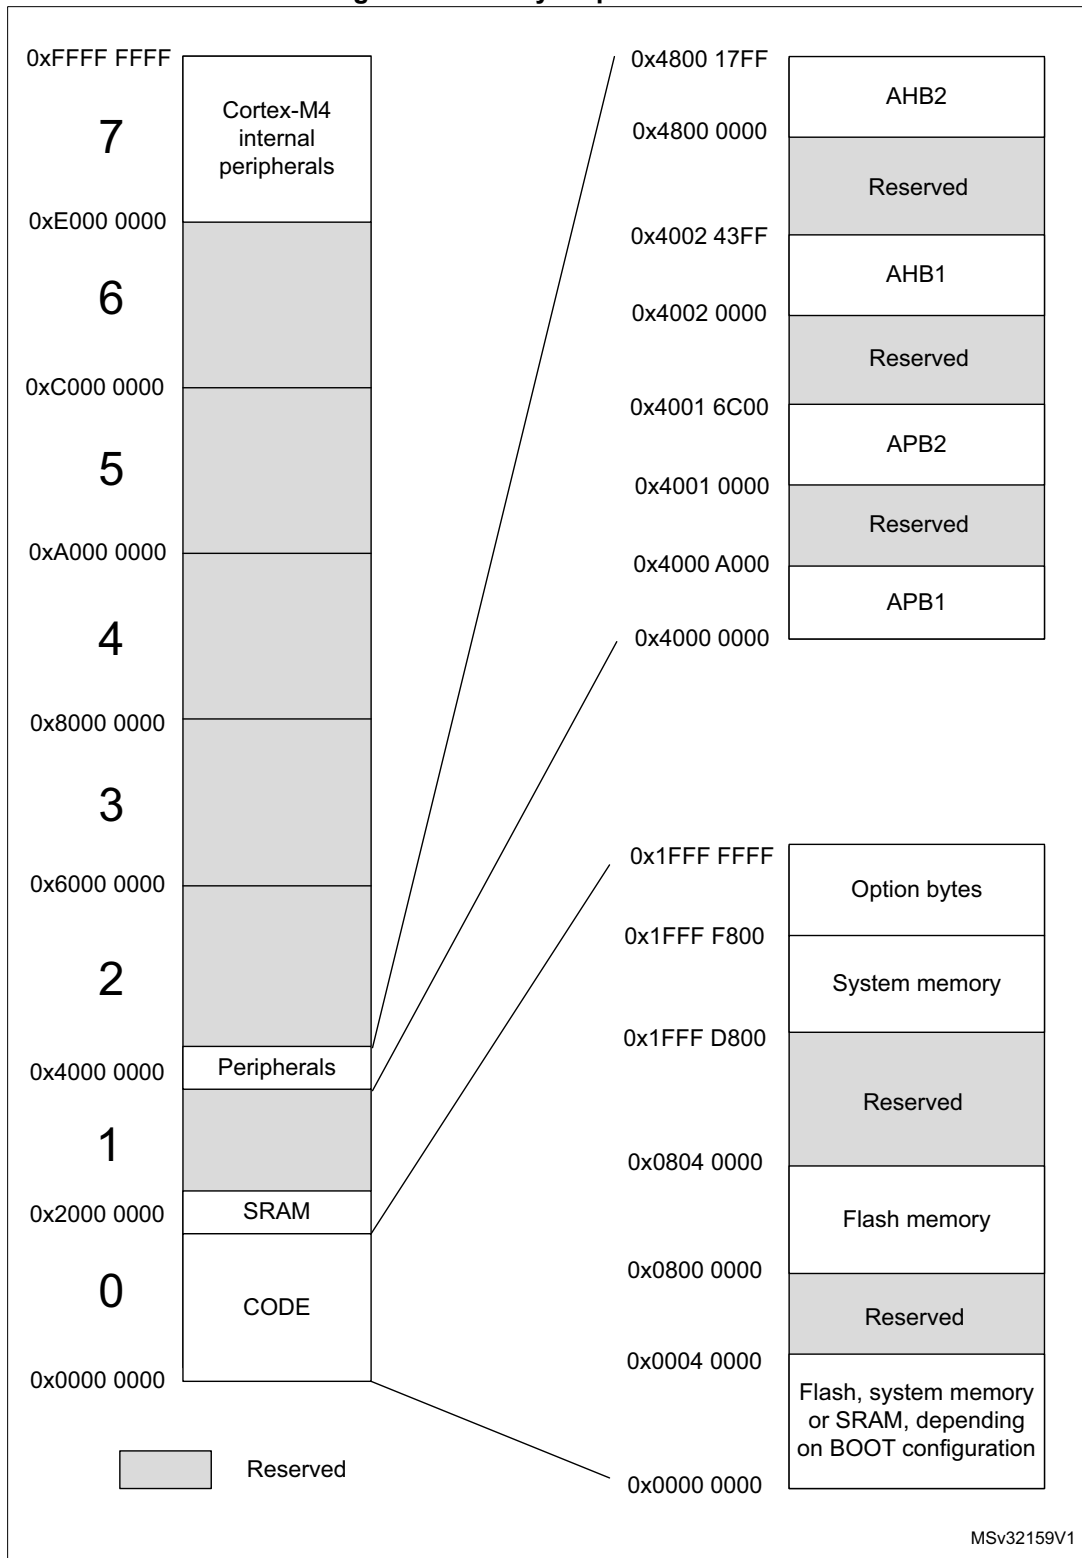 0xFFFF FFFF
7
Cortex-M4
internal
peripherals
0xE000 0000
6
0xC000 0000
5
0xA000 0000
4
0x8000 0000
3
0x6000 0000
2
Peripherals
0x4000 0000
1
SRAM
0x2000 0000
0
CODE
0x0000 0000
Reserved
0x4800 17FF
AHB2
0x4800 0000
Reserved
0x4002 43FF
AHB1
0x4002 0000
Reserved
0x4001 6C00
APB2
0x4001 0000
Reserved
0x4000 A000
APB1
0x4000 0000
0x1FFF FFFF
Option bytes
0x1FFF F800
System memory
0x1FFF D800
Reserved
0x0804 0000
Flash memory
0x0800 0000
Reserved
0x0004 0000
Flash, system memory
or SRAM, depending
on BOOT configuration
0x0000 0000
MSv32159V1